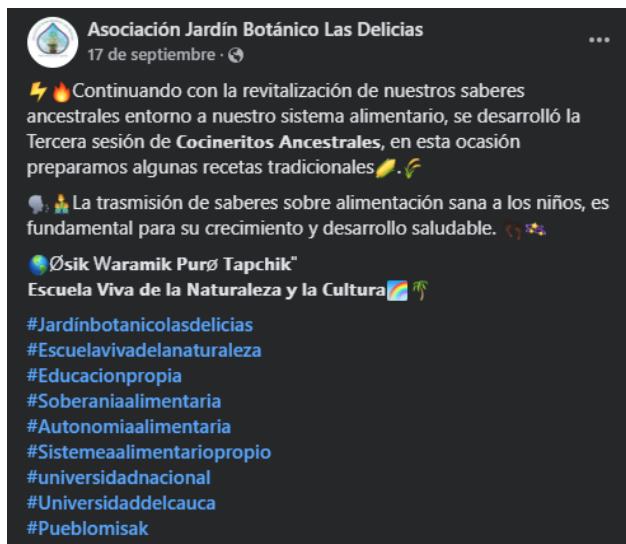 Asociación Jardín Botánico Las Delicias
17 de septiembre ·
⚡🔥Continuando con la revitalización de nuestros saberes
ancestrales entorno a nuestro sistema alimentario, se desarrolló la
Tercera sesión de Cocineritos Ancestrales, en esta ocasión
preparamos algunas recetas tradicionales🌽.🌾
🗣️👨‍👦La trasmisión de saberes sobre alimentación sana a los niños, es
fundamental para su crecimiento y desarrollo saludable. 👣💫
🌎Øsik Waramik Purø Tapchik"
Escuela Viva de la Naturaleza y la Cultura🌈🌴
#Jardínbotanicolasdelicias
#Escuelavivadelanaturaleza
#Educacionpropia
#Soberaniaalimentaria
#Autonomiaalimentaria
#Sistemeaalimentariopropio
#universidadnacional
#Universidaddelcauca
#Pueblomisak